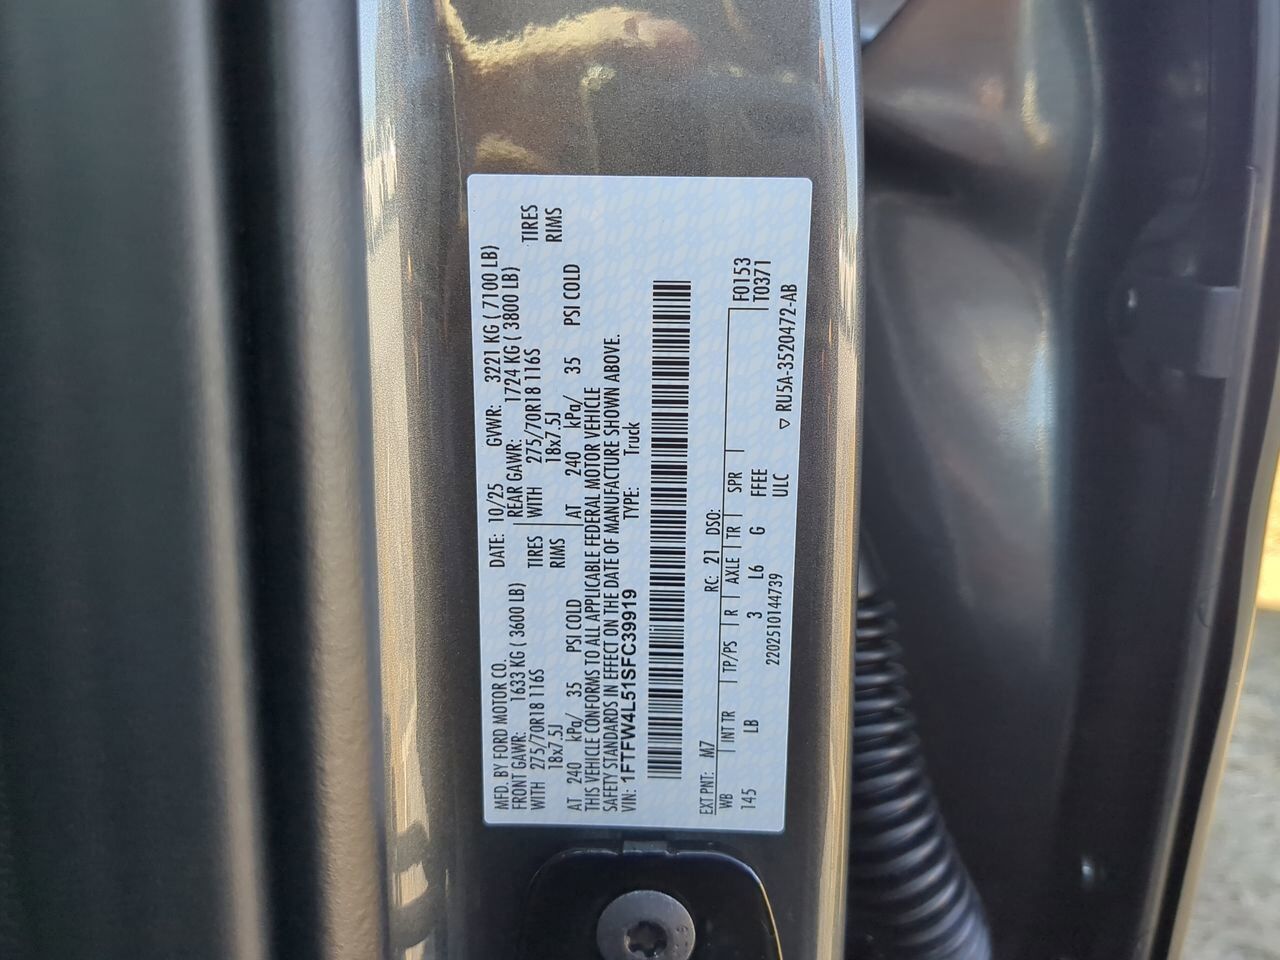 MFD. BY FORD MOTOR CO. DATE: 10/25 GVWR: 3221 KG ( 7100 LB)
FRONT GAWR: 1633 KG ( 3600 LB) REAR GAWR: 1724 KG ( 3800 LB)
WITH 275/70R18 116S TIRES WITH 275/70R18 116S TIRES
18x7.5J RIMS 18x7.5J RIMS
AT 240 kPa/ 35 PSI COLD AT 240 kPa/ 35 PSI COLD
THIS VEHICLE CONFORMS TO ALL APPLICABLE FEDERAL MOTOR VEHICLE
SAFETY STANDARDS IN EFFECT ON THE DATE OF MANUFACTURE SHOWN ABOVE.
VIN: 1FTFW4L51SFC39919 TYPE: Truck
EXT PNT: M7 RC: 21 DSO: F0153
WB INT TR TP/PS R AXLE TR SPR T0371
145 LB 3 L6 G FFEE
2202510144739 ULC ▽ RU5A-3520472-AB